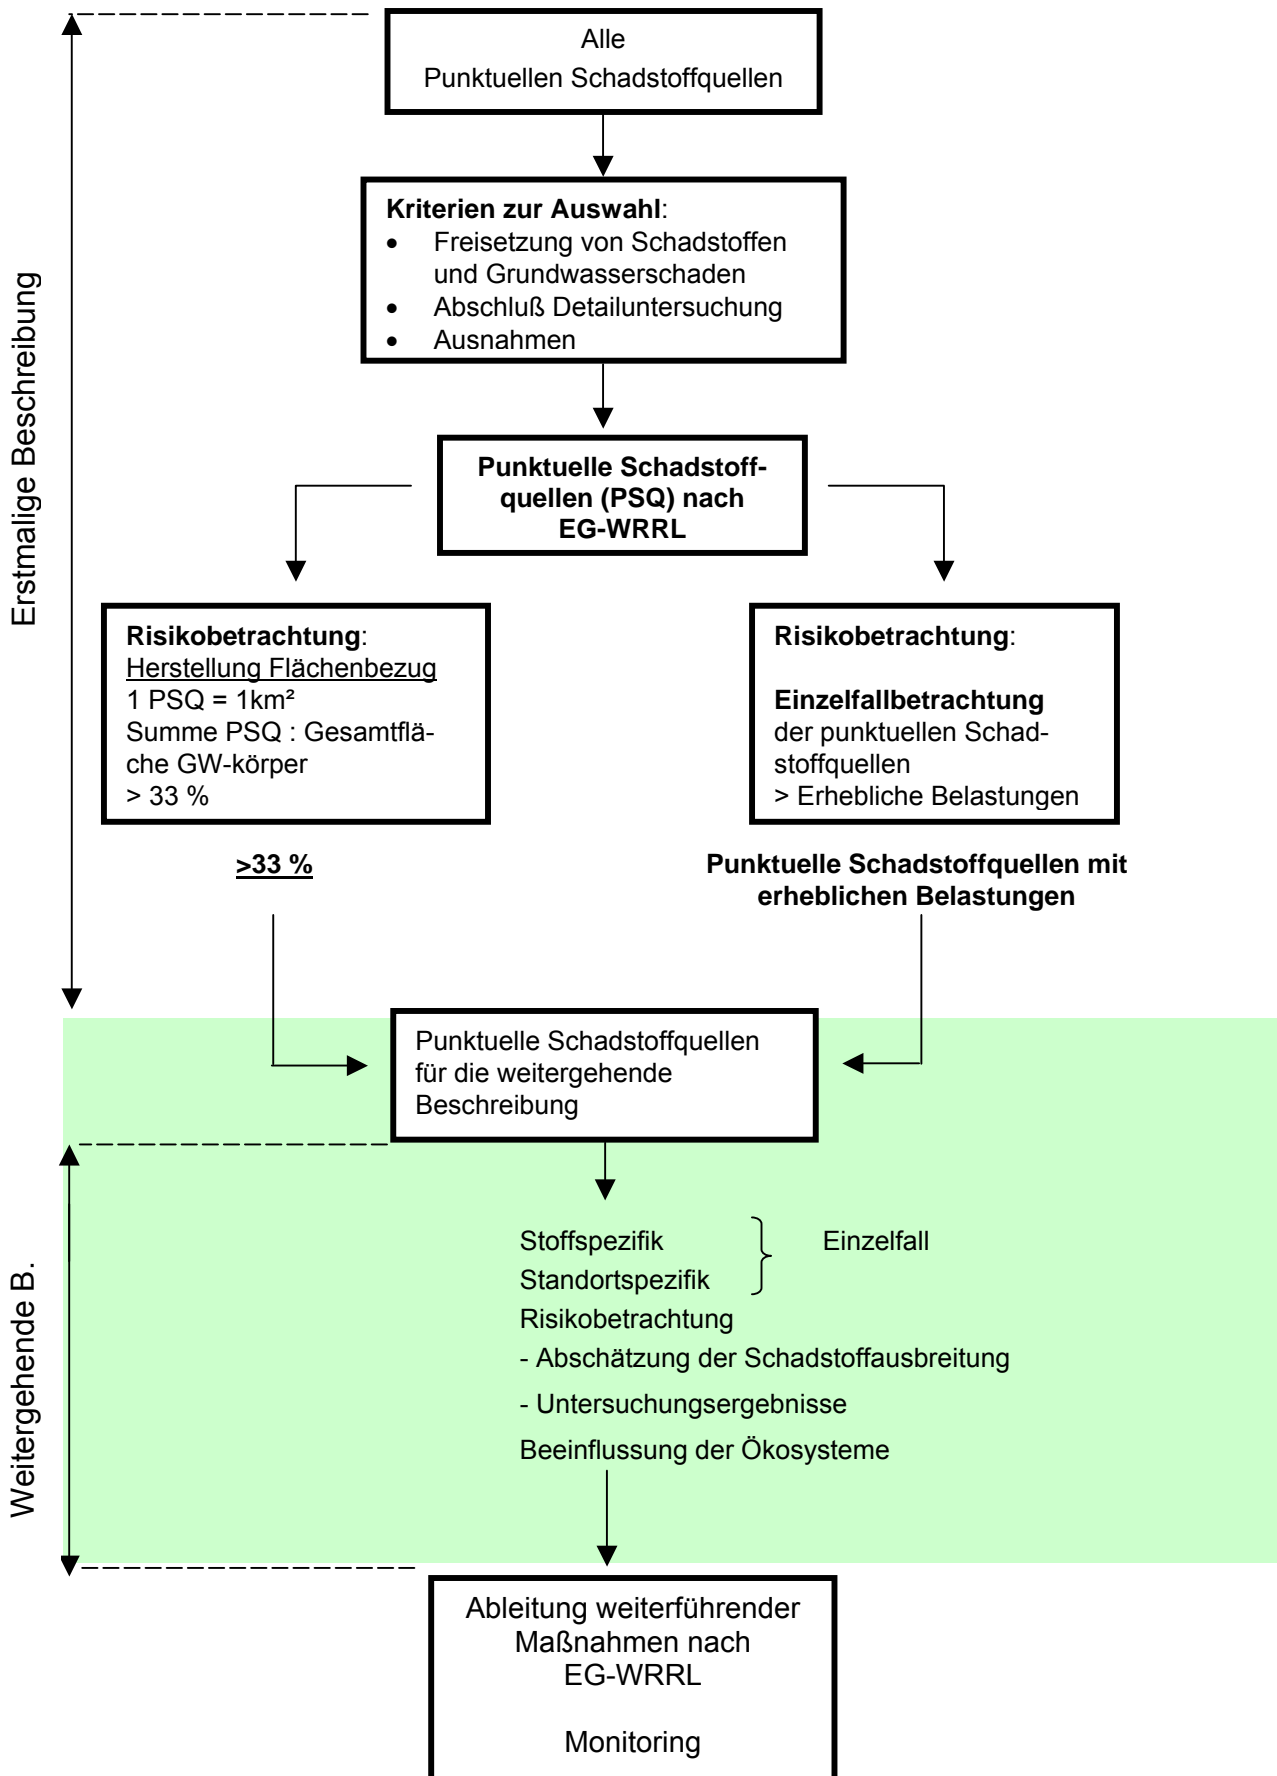 Alle
Punktuellen Schadstoffquellen
Erstmalige Beschreibung
Kriterien zur Auswahl:
• Freisetzung von Schadstoffen
und Grundwasserschaden
• Abschluß Detailuntersuchung
• Ausnahmen
Punktuelle Schadstoff-
quellen (PSQ) nach
EG-WRRL
Risikobetrachtung:
Herstellung Flächenbezug
1 PSQ = 1km²
Summe PSQ : Gesamtflä-
che GW-körper
> 33 %
Risikobetrachtung:
Einzelfallbetrachtung
der punktuellen Schad-
stoffquellen
> Erhebliche Belastungen
>33 %
Punktuelle Schadstoffquellen mit
erheblichen Belastungen
Punktuelle Schadstoffquellen
für die weitergehende
Beschreibung
Weitergehende B.
Stoffspezifik
Standortspezifik
Einzelfall
Risikobetrachtung
- Abschätzung der Schadstoffausbreitung
- Untersuchungsergebnisse
Beeinflussung der Ökosysteme
Ableitung weiterführender
Maßnahmen nach
EG-WRRL
Monitoring